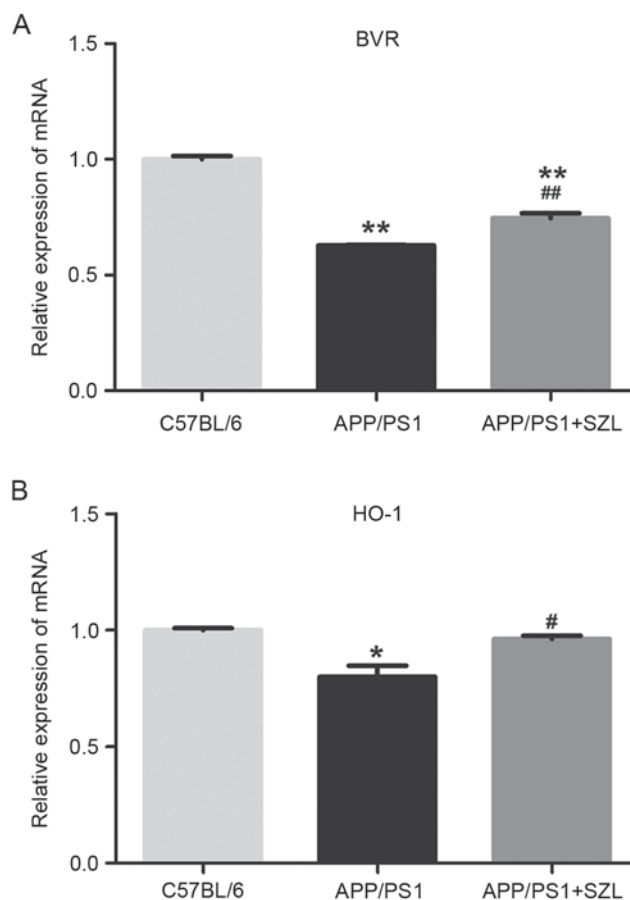 A
BVR
Relative expression of mRNA
1.5
1.0
0.5
0.0
**
**
##
C57BL/6
APP/PS1
APP/PS1+SZL
B
HO-1
Relative expression of mRNA
1.5
1.0
0.5
0.0
*
#
C57BL/6
APP/PS1
APP/PS1+SZL